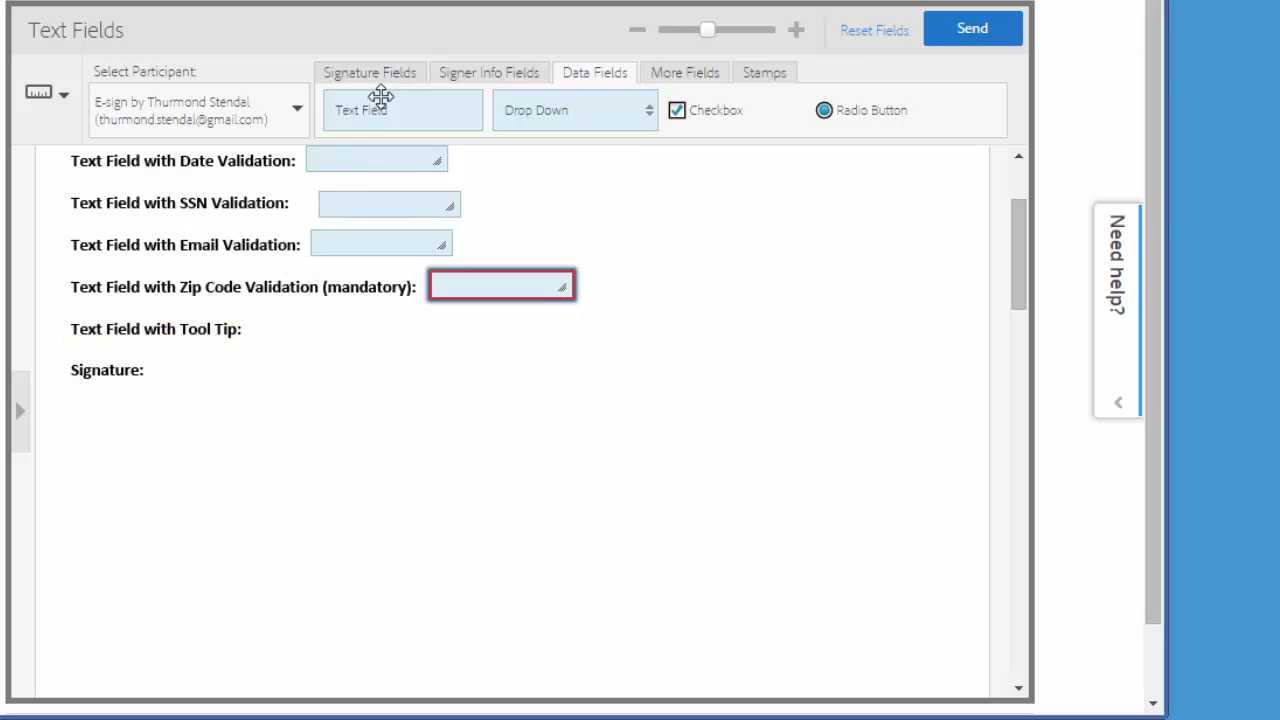 Text Fields
Reset Fields
Send
Select Participant:
Signature Fields
Signer Info Fields
Data Fields
More Fields
Stamps
E-sign by Thurmond Stendal
(thurmond.stendal@gmail.com)
Text Field
Drop Down
Checkbox
Radio Button
Text Field with Date Validation:
Text Field with SSN Validation:
Text Field with Email Validation:
Text Field with Zip Code Validation (mandatory):
Text Field with Tool Tip:
Signature:
Need help?